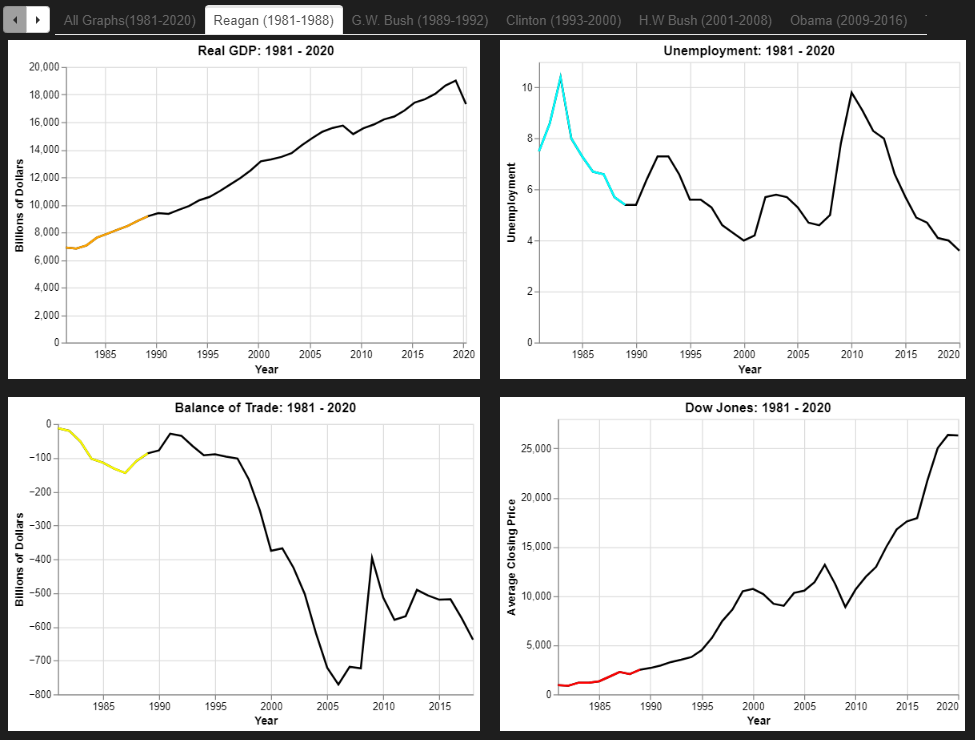 All Graphs(1981-2020) Reagan (1981-1988) G.W. Bush (1989-1992) Clinton (1993-2000) H.W Bush (2001-2008) Obama (2009-2016)
Real GDP: 1981 - 2020
Billions of Dollars
20,000
18,000
16,000
14,000
12,000
10,000
8,000
6,000
4,000
2,000
0
1985 1990 1995 2000 2005 2010 2015 2020
Year
Unemployment: 1981 - 2020
Unemployment
10
8
6
4
2
0
1985 1990 1995 2000 2005 2010 2015 2020
Year
Balance of Trade: 1981 - 2020
Billions of Dollars
0
−100
−200
−300
−400
−500
−600
−700
−800
1985 1990 1995 2000 2005 2010 2015
Year
Dow Jones: 1981 - 2020
Average Closing Price
25,000
20,000
15,000
10,000
5,000
0
1985 1990 1995 2000 2005 2010 2015 2020
Year